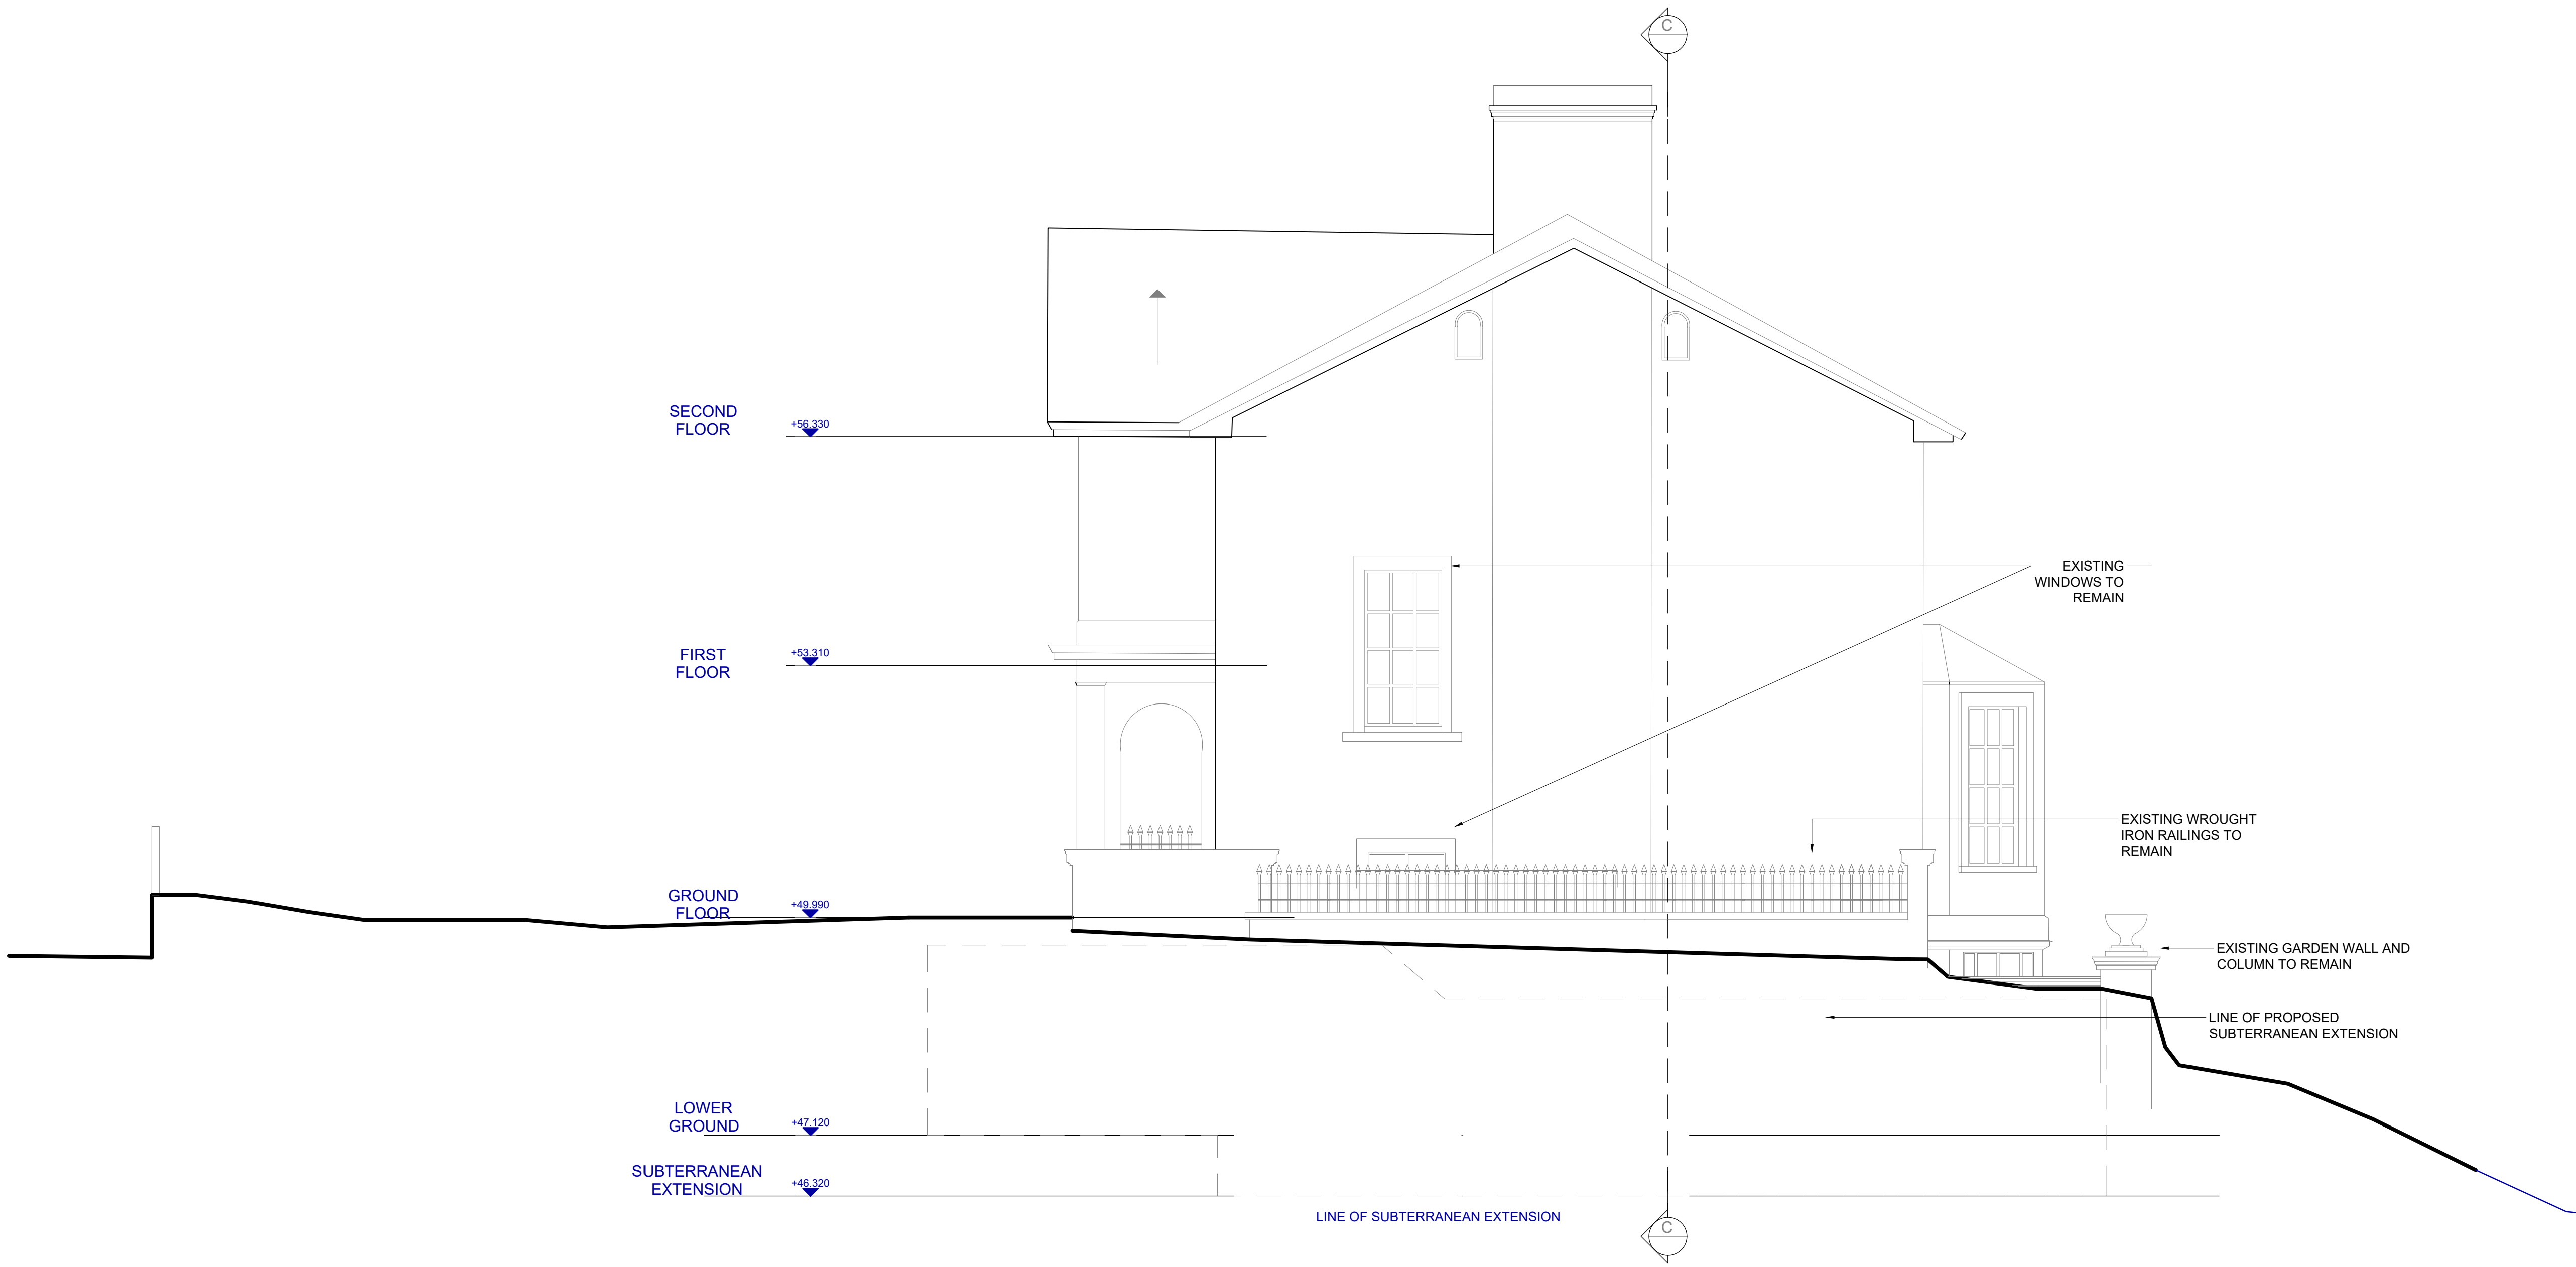 C
SECOND
FLOOR
+56.330
EXISTING
WINDOWS TO
REMAIN
FIRST
FLOOR
+53.310
EXISTING WROUGHT
IRON RAILINGS TO
REMAIN
GROUND
FLOOR
+49.990
EXISTING GARDEN WALL AND
COLUMN TO REMAIN
LINE OF PROPOSED
SUBTERRANEAN EXTENSION
LOWER
GROUND
+47.120
SUBTERRANEAN
EXTENSION
+46.320
LINE OF SUBTERRANEAN EXTENSION
C